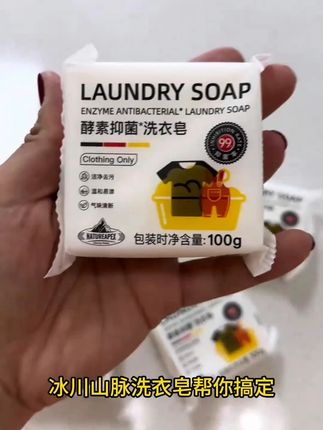 LAUNDRY SOAP
ENZYME ANTIBACTERIAL* LAUNDRY SOAP
酵素抑菌*洗衣皂
Clothing Only
洁净去污
温和易漂
气味清新
99
NATUREAPEX
包装时净含量:100g
DRY SOAP
冰川山脉洗衣皂帮你搞定